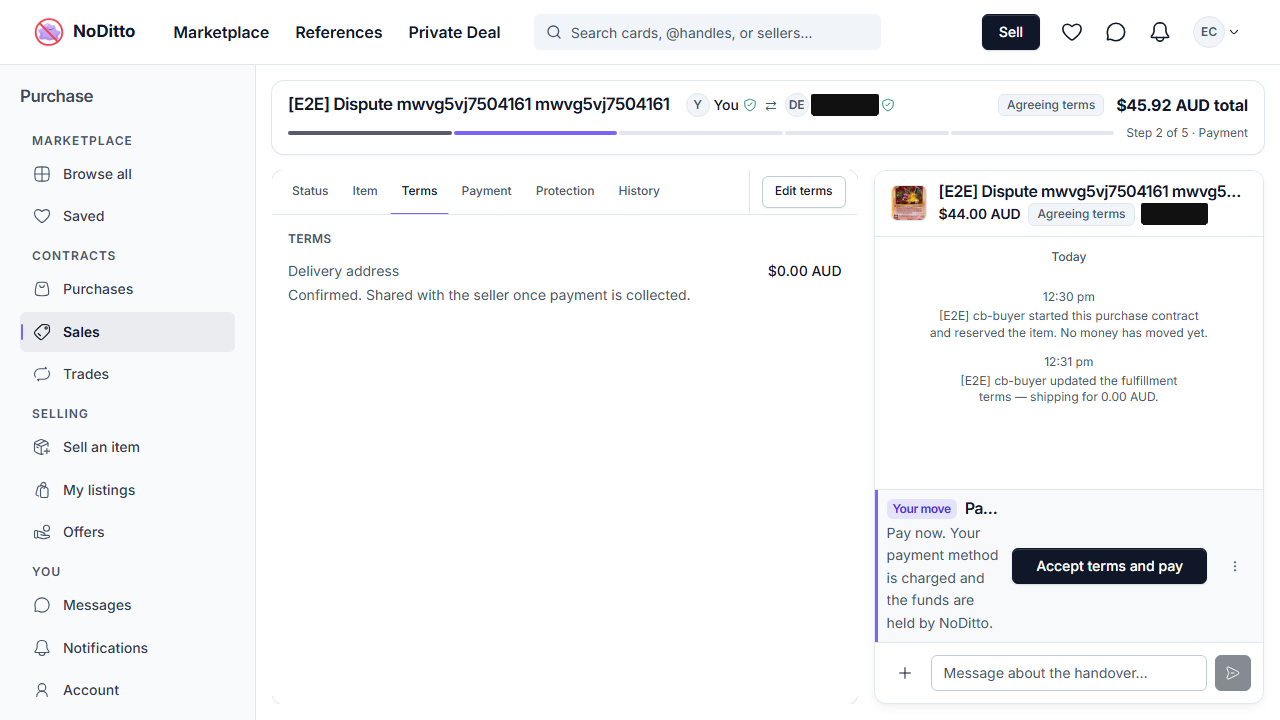 NoDitto
Marketplace
References
Private Deal
Search cards, @handles, or sellers...
Sell
EC
Purchase
MARKETPLACE
Browse all
Saved
CONTRACTS
Purchases
Sales
Trades
SELLING
Sell an item
My listings
Offers
YOU
Messages
Notifications
Account
[E2E] Dispute mwvg5vj7504161 mwvg5vj7504161
Y
You
DE
Agreeing terms
$45.92 AUD total
Step 2 of 5 · Payment
Status
Item
Terms
Payment
Protection
History
Edit terms
TERMS
Delivery address
$0.00 AUD
Confirmed. Shared with the seller once payment is collected.
[E2E] Dispute mwvg5vj7504161 mwvg5...
$44.00 AUD
Agreeing terms
Today
12:30 pm
[E2E] cb-buyer started this purchase contract
and reserved the item. No money has moved yet.
12:31 pm
[E2E] cb-buyer updated the fulfillment
terms — shipping for 0.00 AUD.
Your move
Pa...
Pay now. Your
payment method
is charged and
the funds are
held by NoDitto.
Accept terms and pay
Message about the handover...